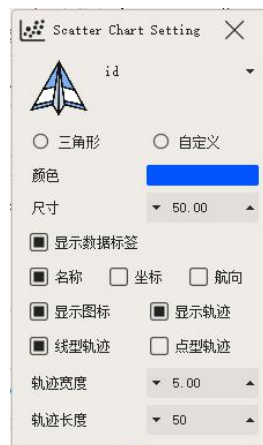 Scatter Chart Setting
id
三角形 自定义
颜色
尺寸 50.00
显示数据标签
名称 坐标 航向
显示图标 显示轨迹
线型轨迹 点型轨迹
轨迹宽度 5.00
轨迹长度 50